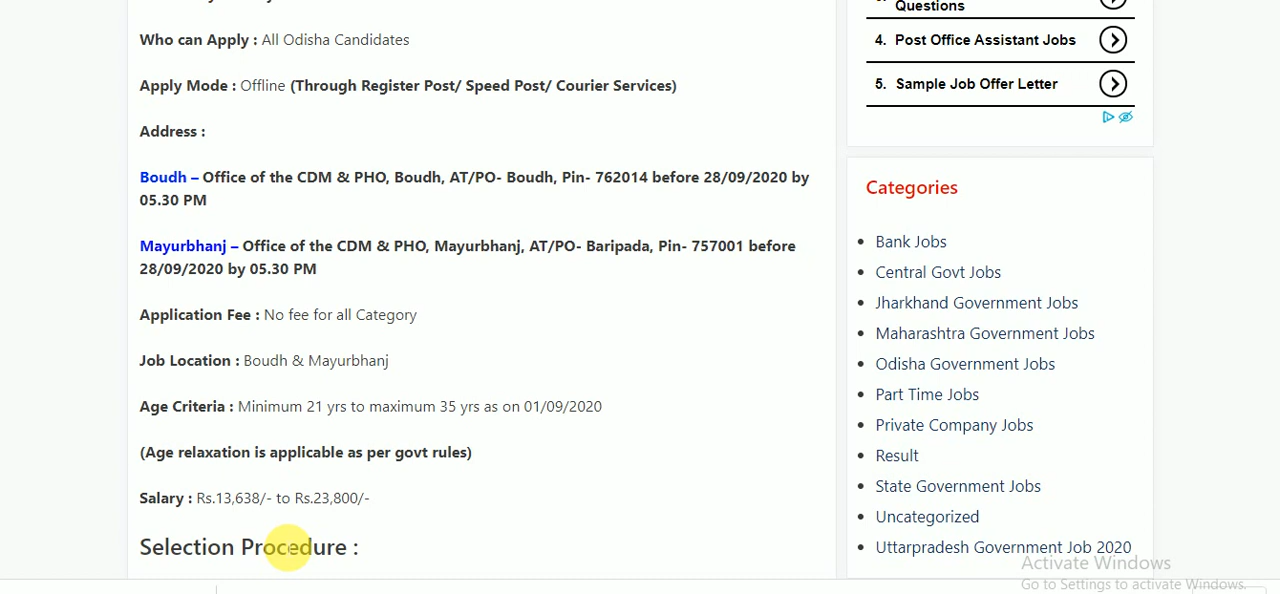 Who can Apply : All Odisha Candidates
Apply Mode : Offline (Through Register Post/ Speed Post/ Courier Services)
Address :
Boudh – Office of the CDM & PHO, Boudh, AT/PO- Boudh, Pin- 762014 before 28/09/2020 by
05.30 PM
Mayurbhanj – Office of the CDM & PHO, Mayurbhanj, AT/PO- Baripada, Pin- 757001 before
28/09/2020 by 05.30 PM
Application Fee : No fee for all Category
Job Location : Boudh & Mayurbhanj
Age Criteria : Minimum 21 yrs to maximum 35 yrs as on 01/09/2020
(Age relaxation is applicable as per govt rules)
Salary : Rs.13,638/- to Rs.23,800/-
Selection Procedure :
Questions
4. Post Office Assistant Jobs
5. Sample Job Offer Letter
Categories
• Bank Jobs
• Central Govt Jobs
• Jharkhand Government Jobs
• Maharashtra Government Jobs
• Odisha Government Jobs
• Part Time Jobs
• Private Company Jobs
• Result
• State Government Jobs
• Uncategorized
• Uttarpradesh Government Job 2020
Activate Windows
Go to Settings to activate Windows.